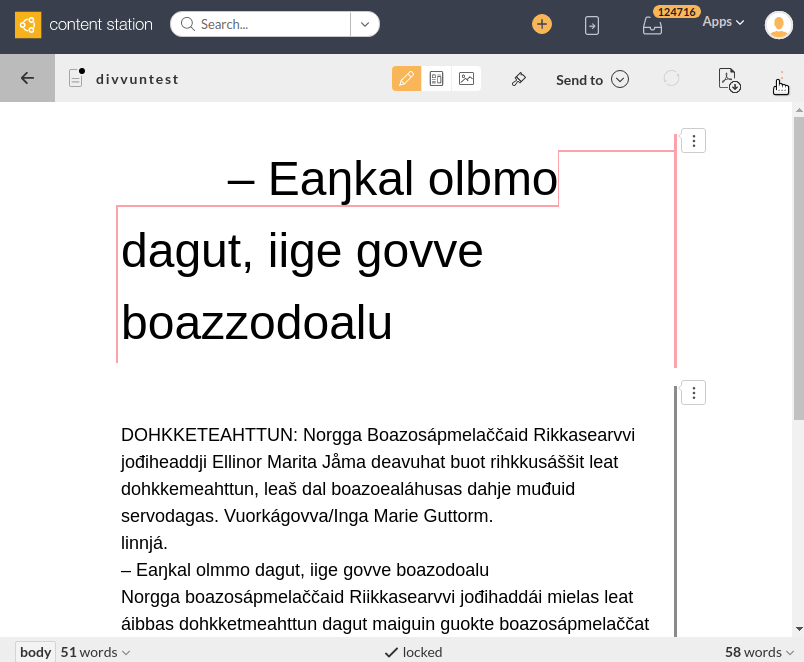 content station
Search...
124716
Apps
divvuntest
Send to
– Eaŋkal olbmo
dagut, iige govve
boazzodoalu
DOHKKETEAHTTUN: Norgga Boazosápmelaččaid Rikkasearvvi
jođiheaddji Ellinor Marita Jåma deavuhat buot rihkkusáššit leat
dohkkemeahttun, leaš dal boazoealáhusas dahje muđuid
servodagas. Vuorkágovva/Inga Marie Guttorm.
linnjá.
– Eaŋkal olmmo dagut, iige govve boazodoalu
Norgga boazosápmelaččaid Riikkasearvvi jođihaddái mielas leat
áibbas dohkketmeahttun dagut maiguin guokte boazosápmelaččat
body 51 words
locked
58 words